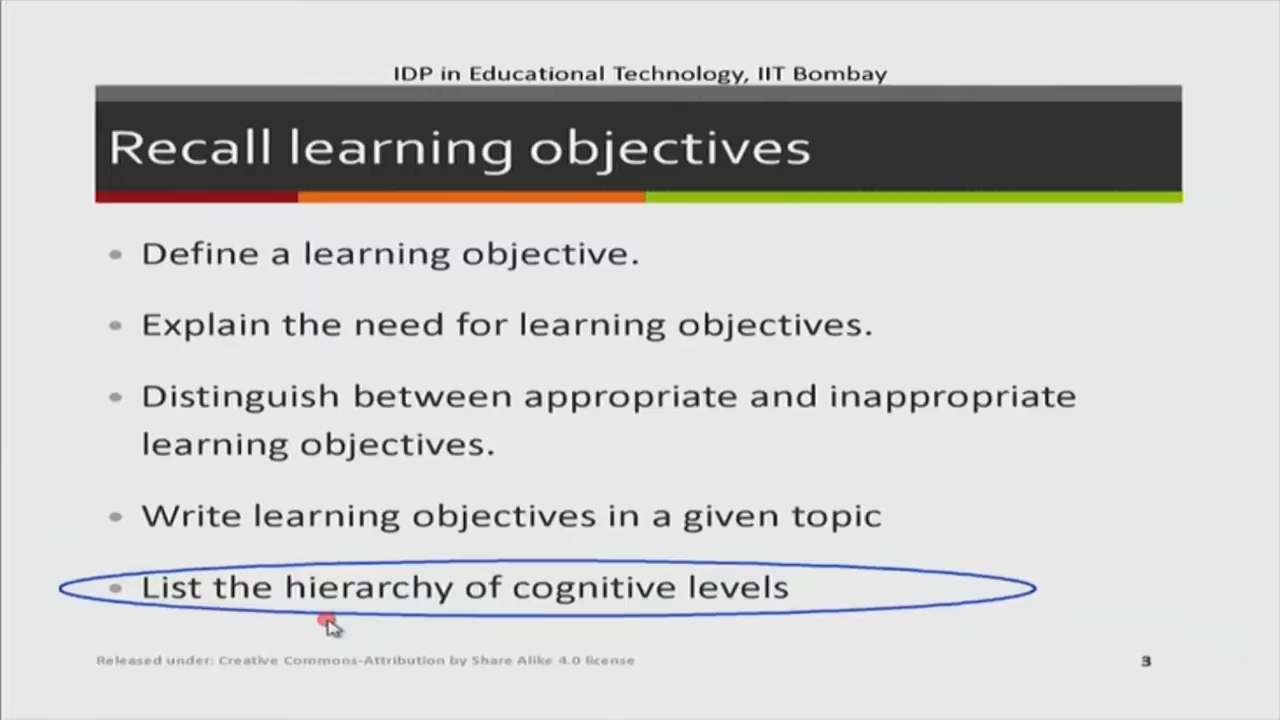 IDP in Educational Technology, IIT Bombay
Recall learning objectives
• Define a learning objective.
• Explain the need for learning objectives.
• Distinguish between appropriate and inappropriate
learning objectives.
• Write learning objectives in a given topic
• List the hierarchy of cognitive levels
Released under: Creative Commons-Attribution by Share Alike 4.0 license
3